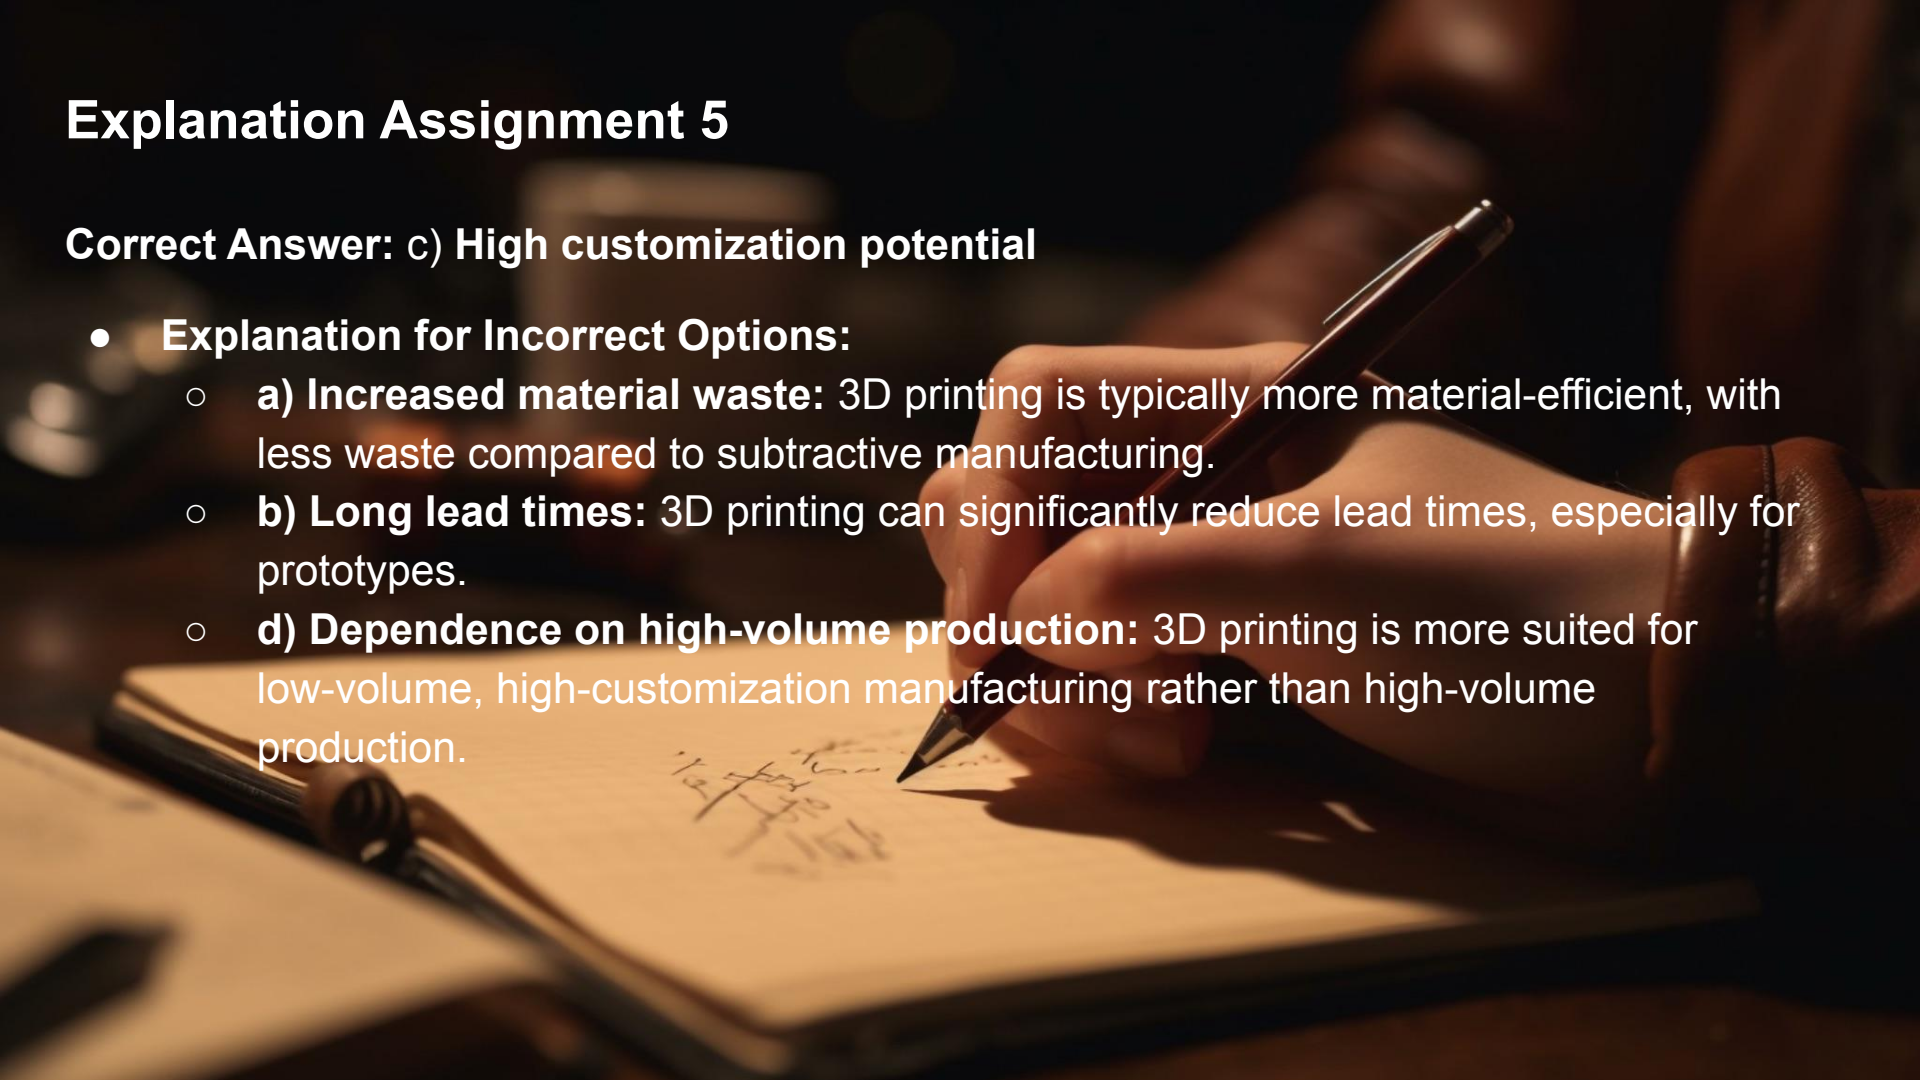 Explanation Assignment 5
Correct Answer: c) High customization potential
● Explanation for Incorrect Options:
○ a) Increased material waste: 3D printing is typically more material-efficient, with
less waste compared to subtractive manufacturing.
○ b) Long lead times: 3D printing can significantly reduce lead times, especially for
prototypes.
○ d) Dependence on high-volume production: 3D printing is more suited for
low-volume, high-customization manufacturing rather than high-volume
production.